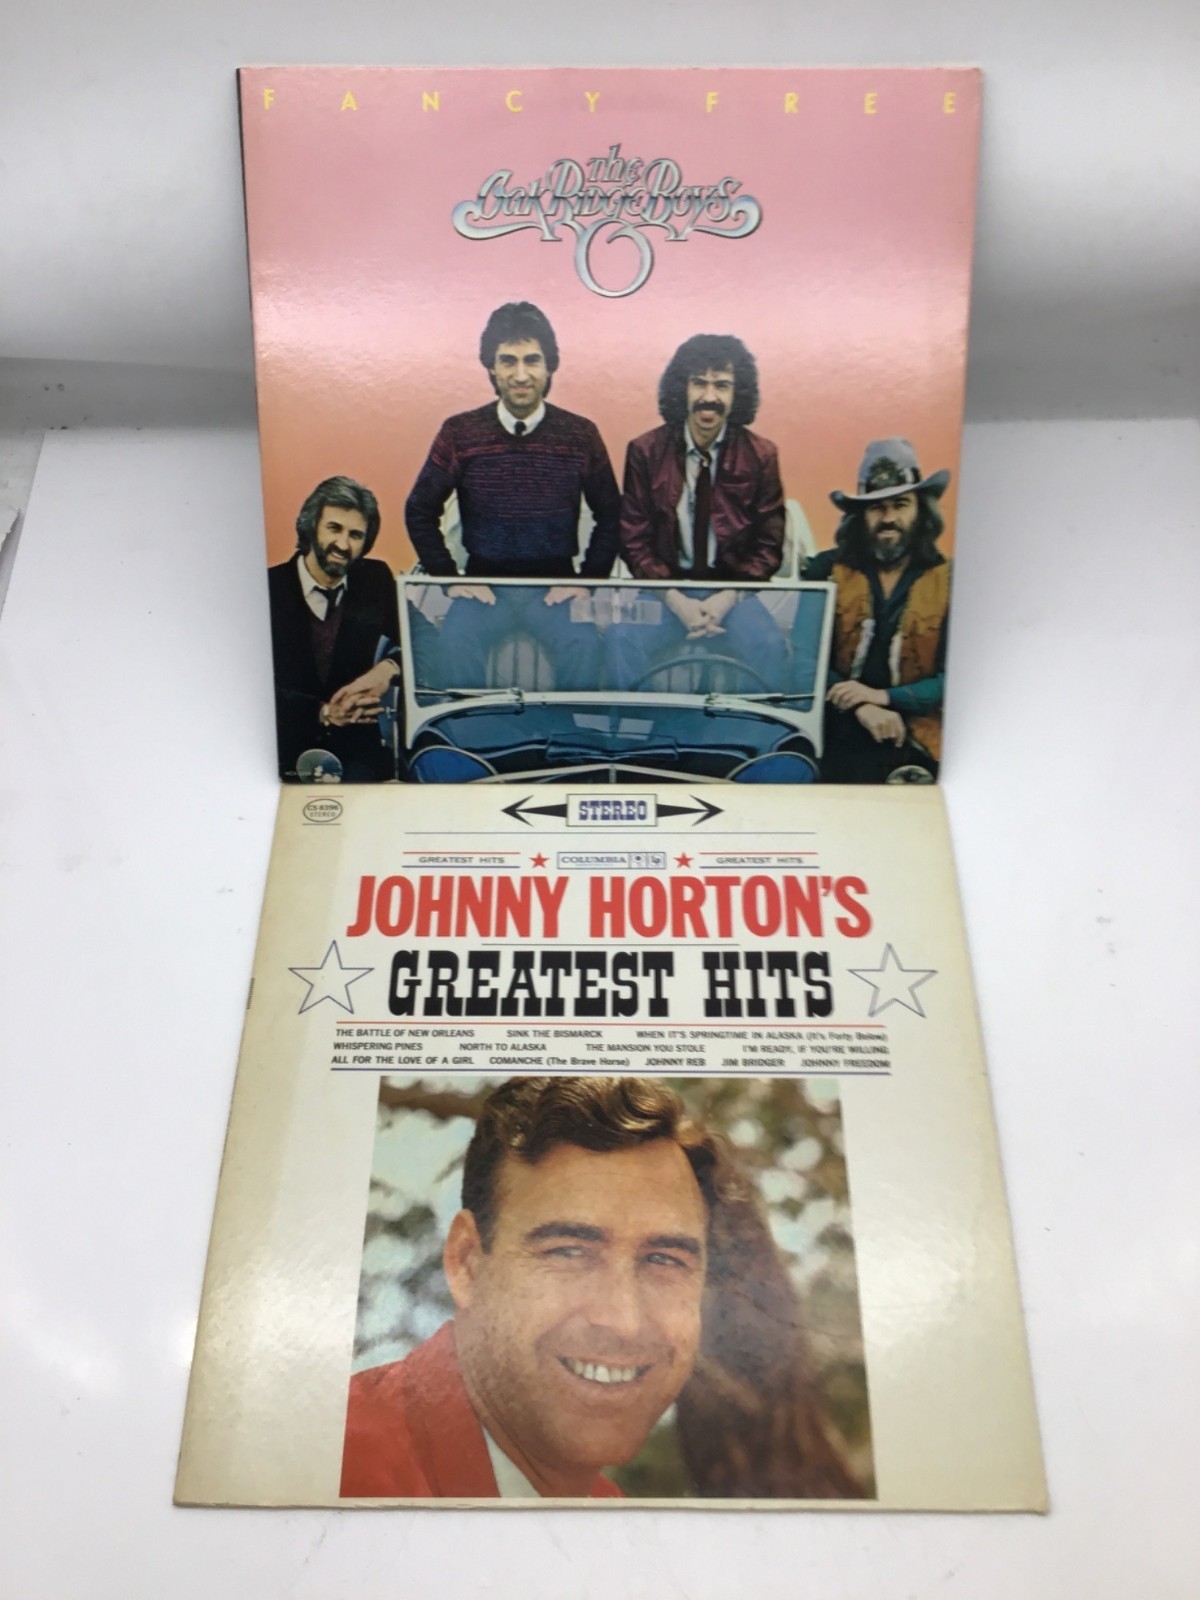 FANCY FREE
The
Oak Ridge Boys
CS 8396
STEREO
STEREO
GREATEST HITS ★ COLUMBIA ★ GREATEST HITS
JOHNNY HORTON'S
GREATEST HITS
THE BATTLE OF NEW ORLEANS SINK THE BISMARCK WHEN IT'S SPRINGTIME IN ALASKA (It's Forty Below)
WHISPERING PINES NORTH TO ALASKA THE MANSION YOU STOLE I'M READY, IF YOU'RE WILLING
ALL FOR THE LOVE OF A GIRL COMANCHE (The Brave Horse) JOHNNY REB JIM BRIDGER JOHNNY FREEDOM